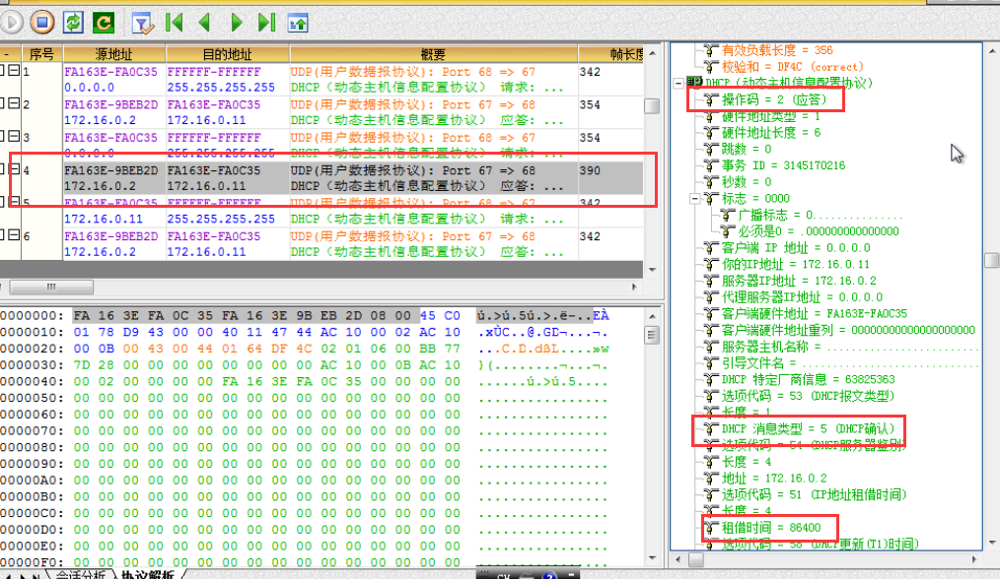 序号 源地址 目的地址 概要 帧长度
1 FA163E-FA0C35 FFFFFF-FFFFFF UDP(用户数据报协议): Port 68 => 67 342
0.0.0.0 255.255.255.255 DHCP (动态主机信息配置协议) 请求: ...
2 FA163E-9BEB2D FA163E-FA0C35 UDP(用户数据报协议): Port 67 => 68 354
172.16.0.2 172.16.0.11 DHCP (动态主机信息配置协议) 应答: ...
3 FA163E-FA0C35 FFFFFF-FFFFFF UDP(用户数据报协议): Port 68 => 67 354
0.0.0.0 255.255.255.255 DHCP (动态主机信息配置协议) 请求: ...
4 FA163E-9BEB2D FA163E-FA0C35 UDP(用户数据报协议): Port 67 => 68 390
172.16.0.2 172.16.0.11 DHCP (动态主机信息配置协议) 应答: ...
5 FA163E-FA0C35 FFFFFF-FFFFFF UDP(用户数据报协议): Port 68 => 67 342
172.16.0.11 255.255.255.255 DHCP (动态主机信息配置协议) 请求: ...
6 FA163E-9BEB2D FA163E-FA0C35 UDP(用户数据报协议): Port 67 => 68 342
172.16.0.2 172.16.0.11 DHCP (动态主机信息配置协议) 应答: ...
0000000: FA 16 3E FA 0C 35 FA 16 3E 9B EB 2D 08 00 45 C0 ú.>ú.5ú.>.ë-..EÀ
0000010: 01 78 D9 43 00 00 40 11 47 44 AC 10 00 02 AC 10 .xÙC..@.GD¬...¬.
0000020: 00 0B 00 43 00 44 01 64 DF 4C 02 01 06 00 BB 77 ...C.D.dßL....»w
0000030: 7D 28 00 00 00 00 00 00 AC 10 00 0B AC 10 }(......¬...¬.
0000040: 00 02 00 00 00 00 FA 16 3E FA 0C 35 00 00 00 00 ......ú.>ú.5....
0000050: 00 00 00 00 00 00 00 00 00 00 00 00 00 00 00 00 ................
0000060: 00 00 00 00 00 00 00 00 00 00 00 00 00 00 00 00 ................
0000070: 00 00 00 00 00 00 00 00 00 00 00 00 00 00 00 00 ................
0000080: 00 00 00 00 00 00 00 00 00 00 00 00 00 00 00 00 ................
0000090: 00 00 00 00 00 00 00 00 00 00 00 00 00 00 00 00 ................
00000A0: 00 00 00 00 00 00 00 00 00 00 00 00 00 00 00 00 ................
00000B0: 00 00 00 00 00 00 00 00 00 00 00 00 00 00 00 00 ................
00000C0: 00 00 00 00 00 00 00 00 00 00 00 00 00 00 00 00 ................
00000D0: 00 00 00 00 00 00 00 00 00 00 00 00 00 00 00 00 ................
00000E0: 00 00 00 00 00 00 00 00 00 00 00 00 00 00 00 00 ................
会话分析 协议解析
有效负载长度 = 356
校验和 = DF4C (correct)
DHCP (动态主机信息配置协议)
操作码 = 2 (应答)
硬件地址类型 = 1
硬件地址长度 = 6
跳数 = 0
事务 ID = 3145170216
秒数 = 0
标志 = 0000
广播标志 = 0...............
必须是0 = .000000000000000
客户端 IP 地址 = 0.0.0.0
你的IP地址 = 172.16.0.11
服务器IP地址 = 172.16.0.2
代理服务器IP地址 = 0.0.0.0
客户端硬件地址 = FA163E-FA0C35
客户端硬件地址重列 = 00000000000000000000
服务器主机名称 = ....................
引导文件名 = ........................
DHCP 特定厂商信息 = 63825363
选项代码 = 53 (DHCP报文类型)
长度 = 1
DHCP 消息类型 = 5 (DHCP确认)
选项代码 = 54 (DHCP服务器鉴别)
长度 = 4
地址 = 172.16.0.2
选项代码 = 51 (IP地址租借时间)
长度 = 4
租借时间 = 86400
选项代码 = 58 (DHCP更新(T1)时间)